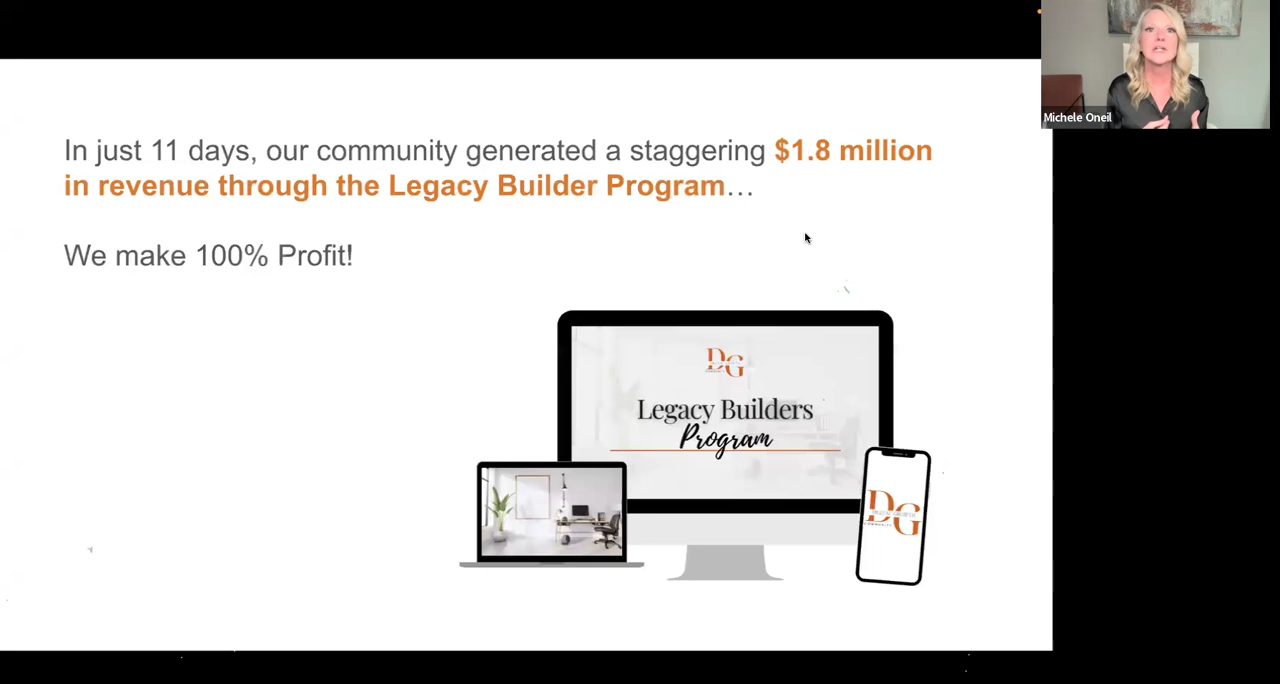 Michele Oneil
In just 11 days, our community generated a staggering $1.8 million
in revenue through the Legacy Builder Program…
We make 100% Profit!
DG
Legacy Builders
Program
DG
COMMUNITY